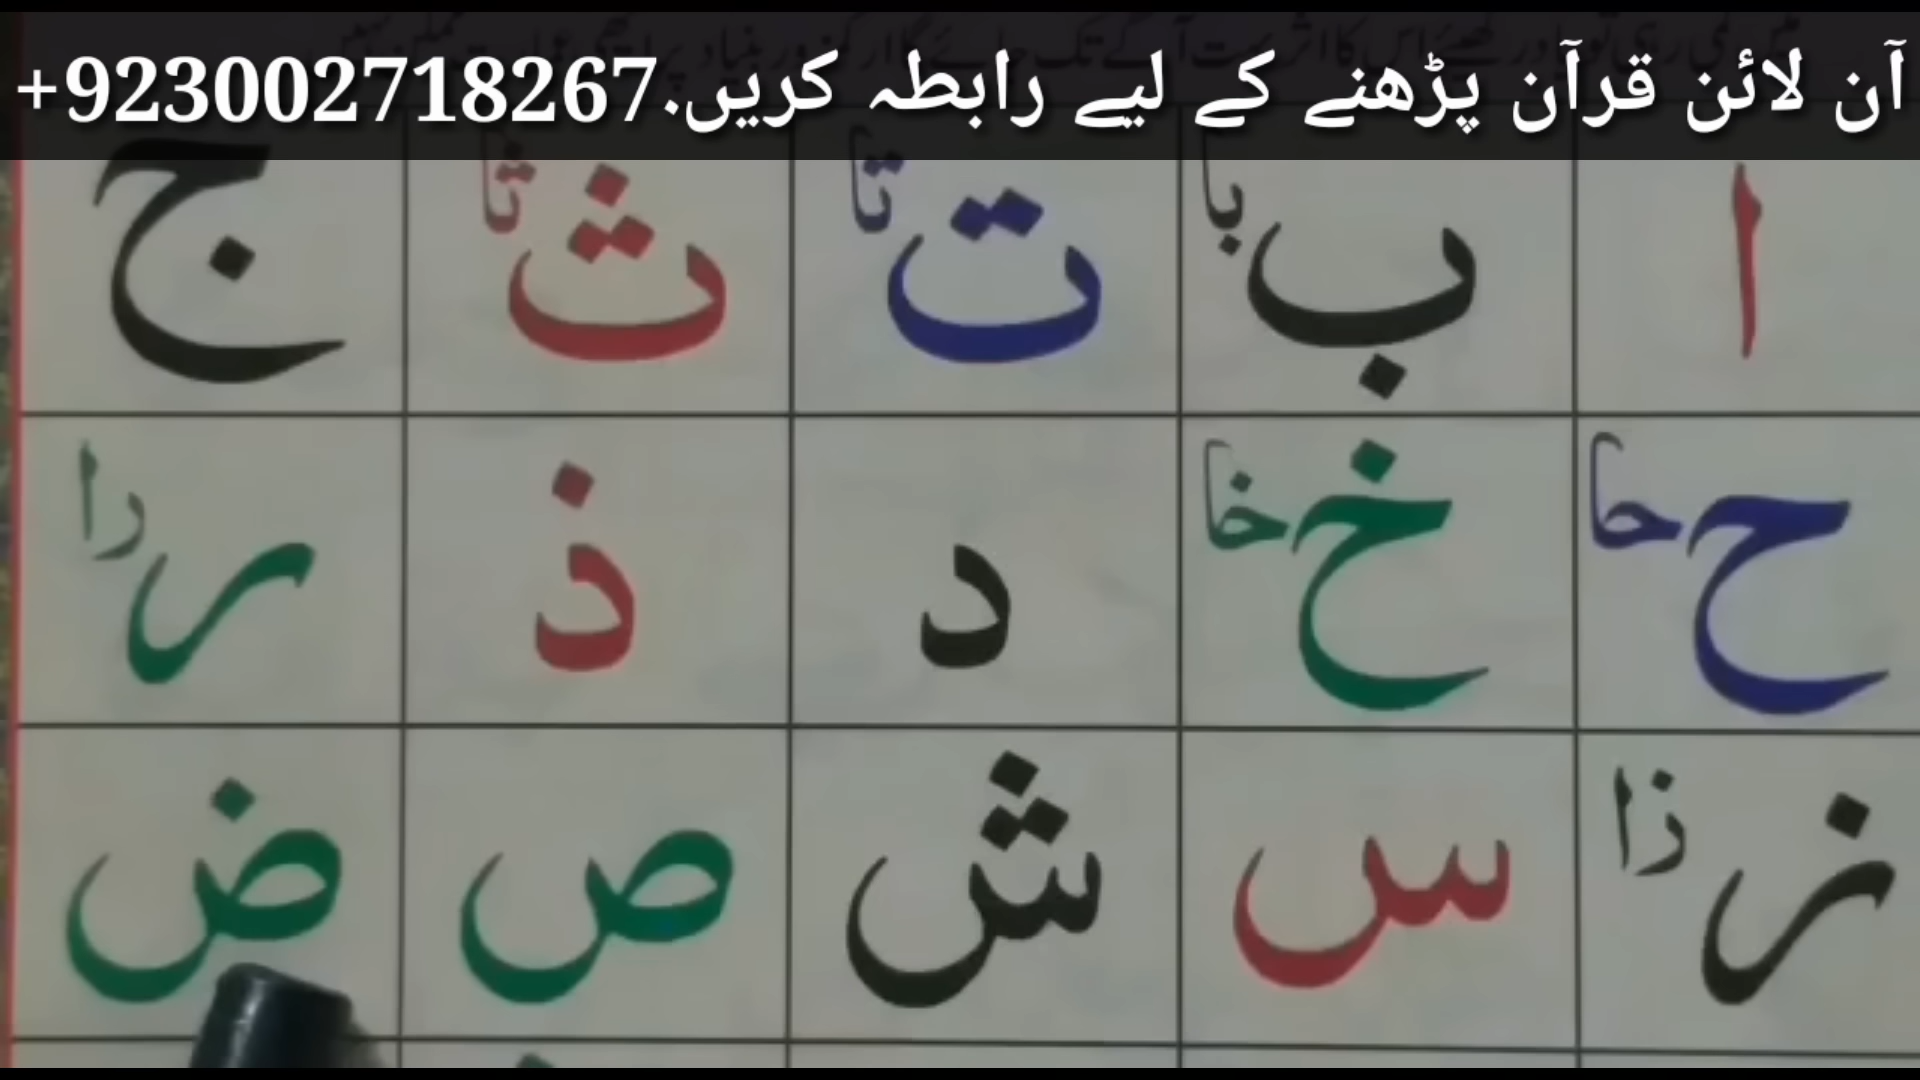 آن لائن قرآن پڑھنے کے لیے رابطہ کریں.923002718267+
ا ب با ت تا ث ثا ج
ح حا خ خا د ذ ر را
ز زا س ش ص ض